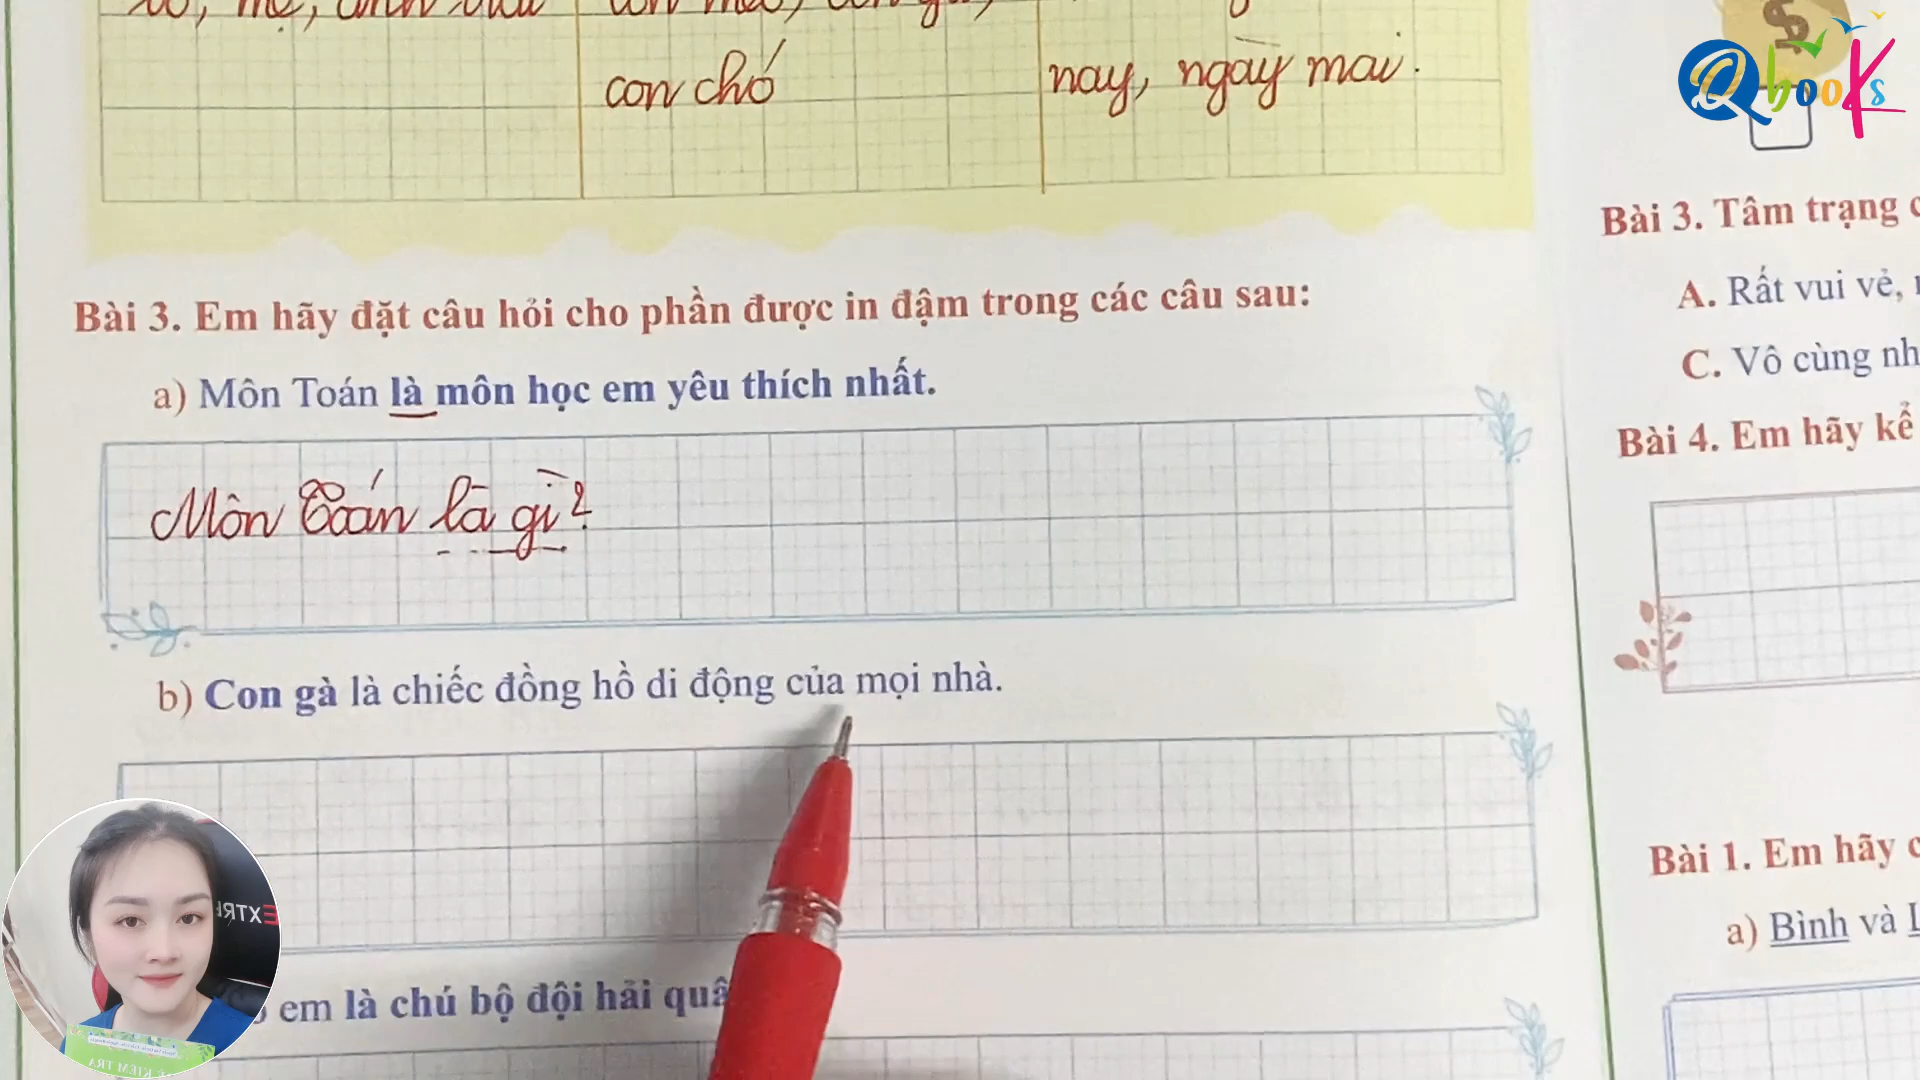 con chó
nay, ngày mai.
Qbooks
Bài 3. Em hãy đặt câu hỏi cho phần được in đậm trong các câu sau:
a) Môn Toán là môn học em yêu thích nhất.
Môn Toán là gì?
b) Con gà là chiếc đồng hồ di động của mọi nhà.
em là chú bộ đội hải
Bài 3. Tâm trạng
A. Rất vui vẻ,
C. Vô cùng
Bài 4. Em hãy kể
Bài 1. Em hãy
a) Bình và